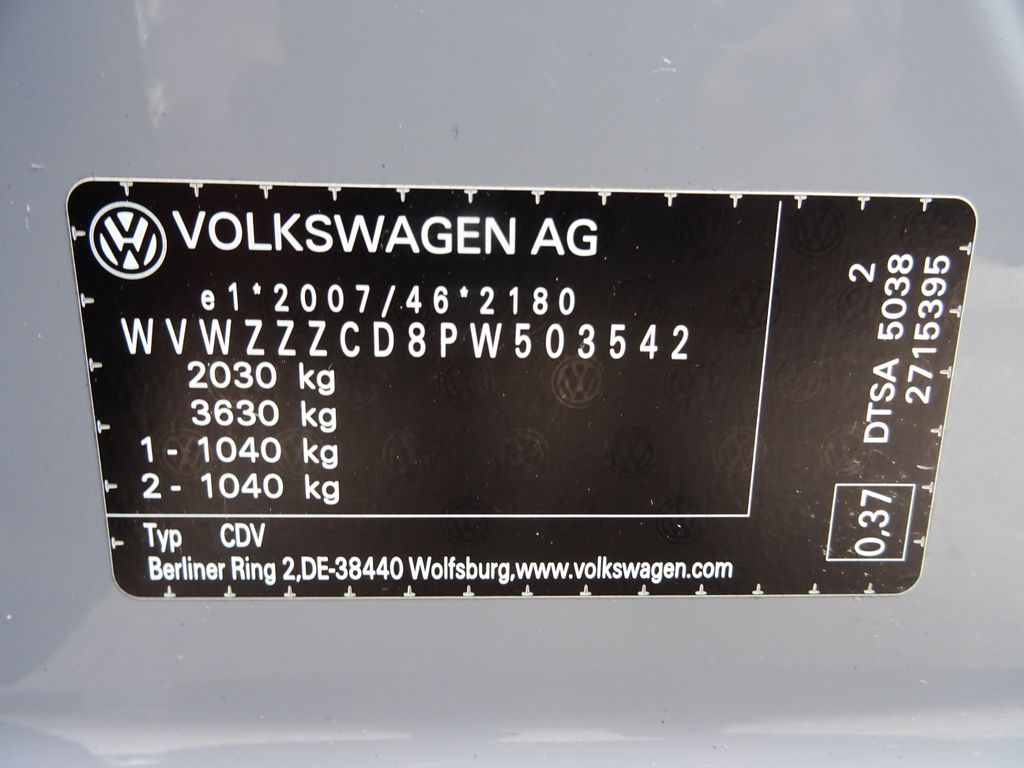 VOLKSWAGEN AG
e1*2007/46*2180
WVWZZZCD8PW503542
2030 kg
3630 kg
1 - 1040 kg
2 - 1040 kg
Typ CDV
Berliner Ring 2,DE-38440 Wolfsburg,www.volkswagen.com
2
DTSA 5038
2715395
0,37